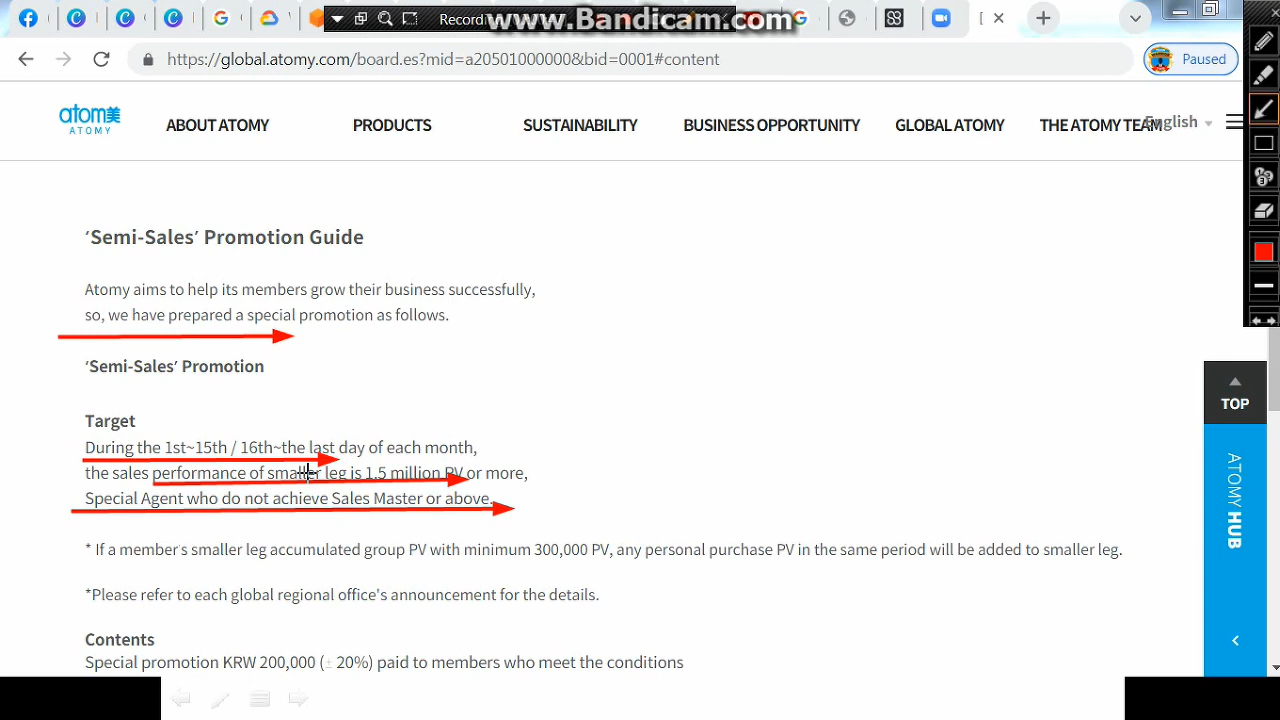 Record
www.Bandicam.com
https://global.atomy.com/board.es?mid=20501000000&bid=0001#content
Paused
atom美
ATOMY
ABOUT ATOMY
PRODUCTS
SUSTAINABILITY
BUSINESS OPPORTUNITY
GLOBAL ATOMY
THE ATOMY TEAM
English
'Semi-Sales' Promotion Guide
Atomy aims to help its members grow their business successfully,
so, we have prepared a special promotion as follows.
'Semi-Sales' Promotion
Target
During the 1st~15th / 16th~the last day of each month,
the sales performance of smaller leg is 1.5 million PV or more,
Special Agent who do not achieve Sales Master or above.
* If a member's smaller leg accumulated group PV with minimum 300,000 PV, any personal purchase PV in the same period will be added to smaller leg.
*Please refer to each global regional office's announcement for the details.
Contents
Special promotion KRW 200,000 (± 20%) paid to members who meet the conditions
TOP
ATOMY HUB